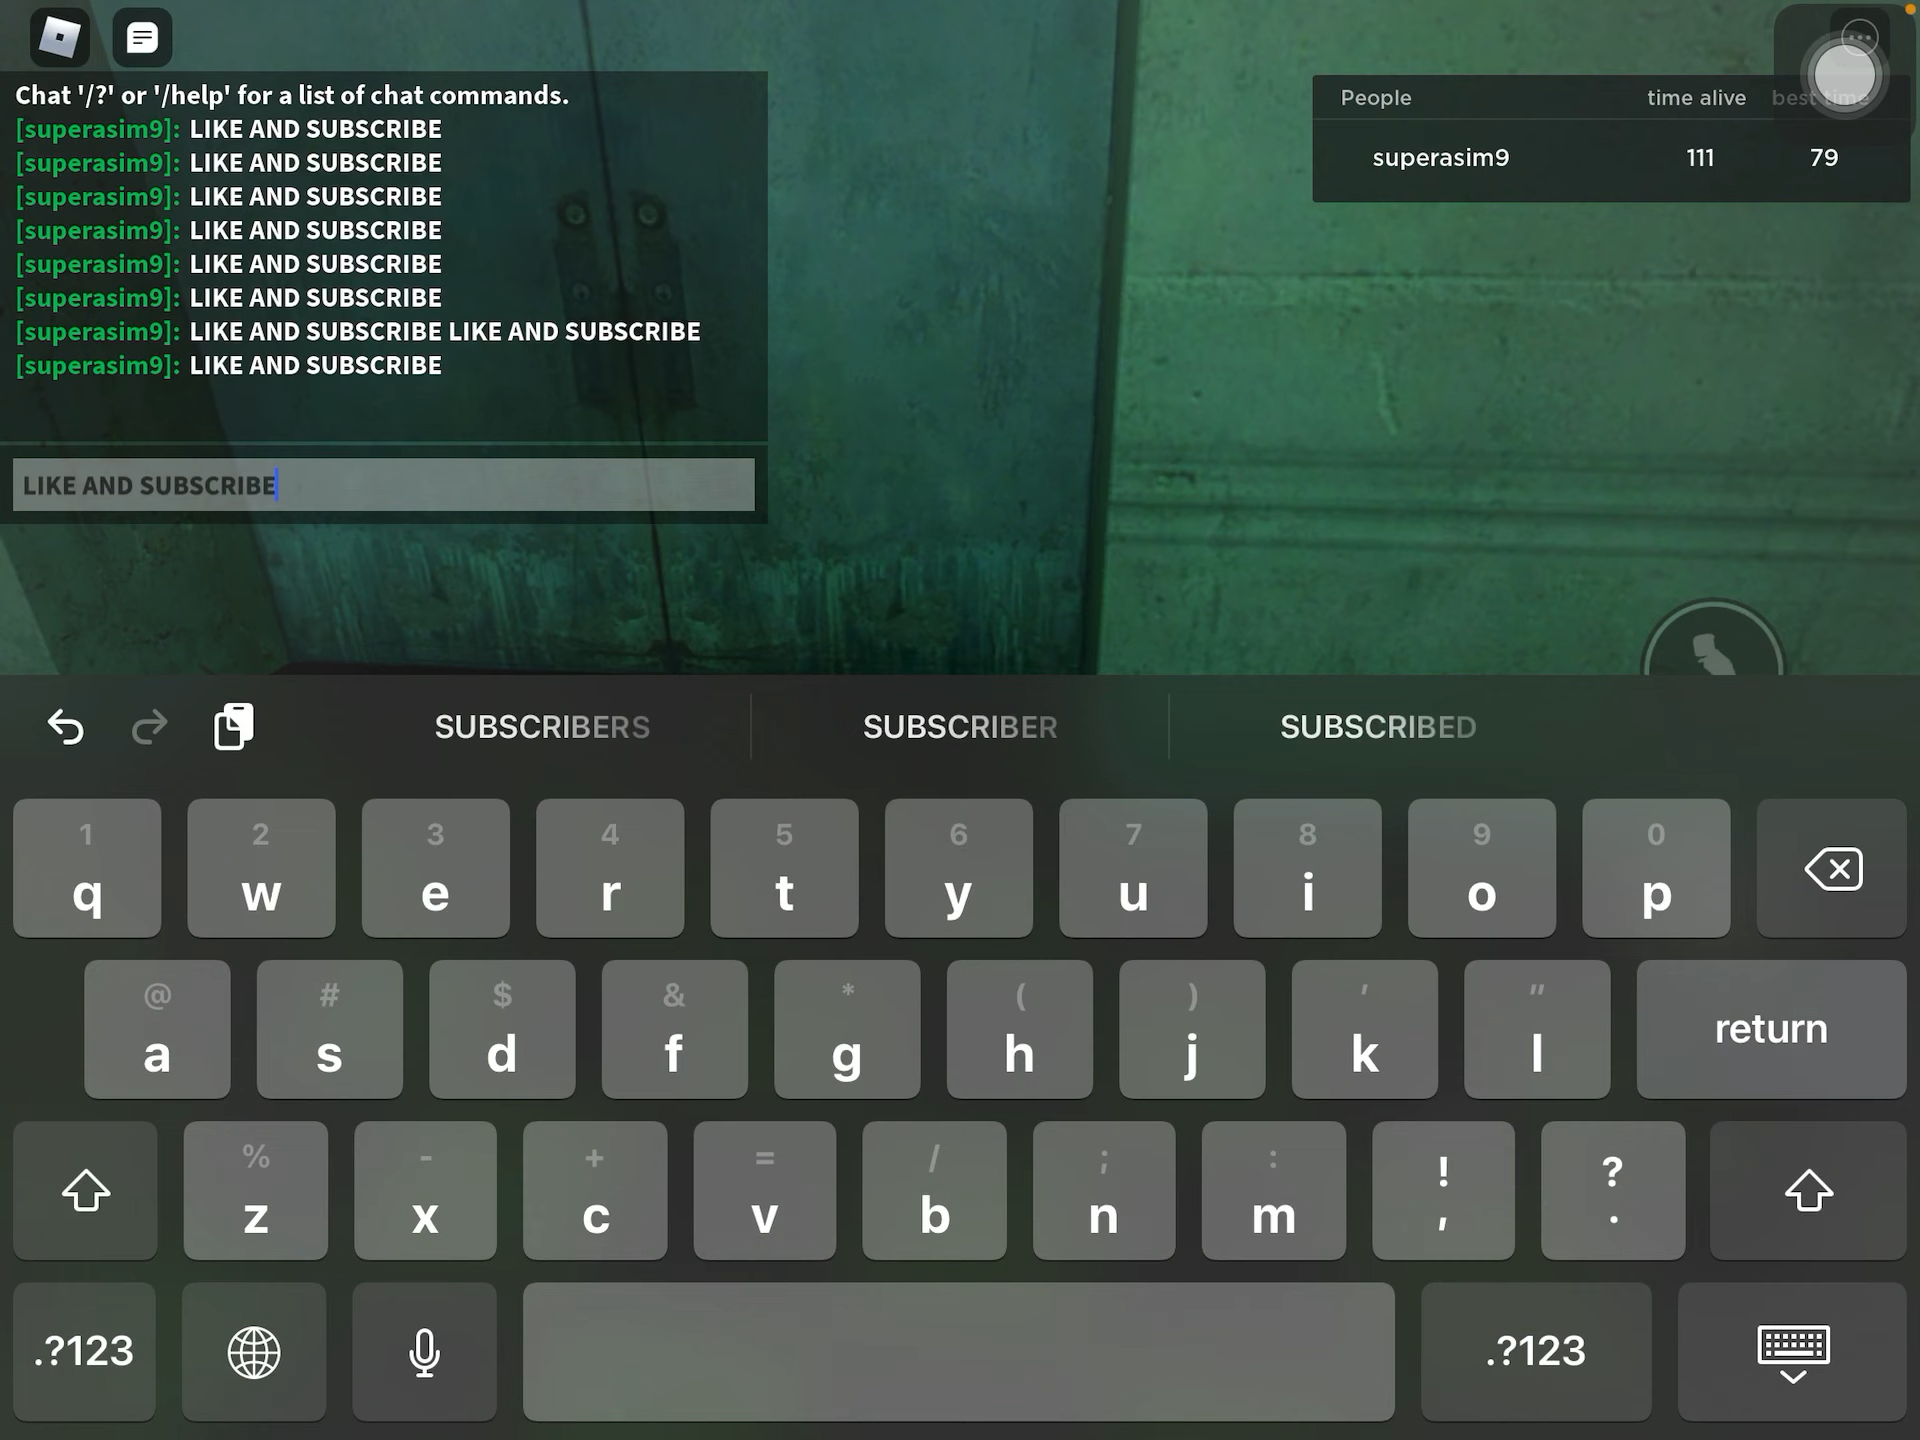 Chat '/?' or '/help' for a list of chat commands.
[superasim9]: LIKE AND SUBSCRIBE
[superasim9]: LIKE AND SUBSCRIBE
[superasim9]: LIKE AND SUBSCRIBE
[superasim9]: LIKE AND SUBSCRIBE
[superasim9]: LIKE AND SUBSCRIBE
[superasim9]: LIKE AND SUBSCRIBE
[superasim9]: LIKE AND SUBSCRIBE LIKE AND SUBSCRIBE
[superasim9]: LIKE AND SUBSCRIBE
LIKE AND SUBSCRIBE
People time alive best time
superasim9 111 79
SUBSCRIBERS SUBSCRIBER SUBSCRIBED
1 2 3 4 5 6 7 8 9 0
q w e r t y u i o p
@ # $ & * ( ) ' "
a s d f g h j k l return
% - + = / ; : ! ?
z x c v b n m , .
.?123 .?123